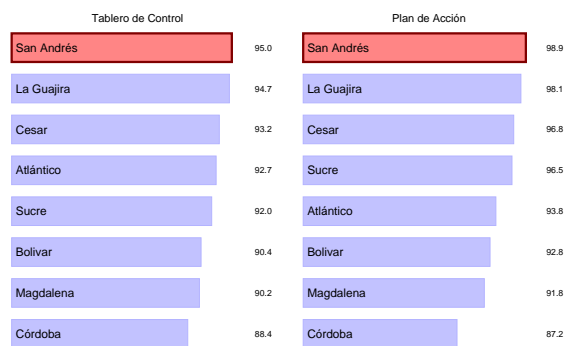 Tablero de Control
San Andrés 95.0
La Guajira 94.7
Cesar 93.2
Atlántico 92.7
Sucre 92.0
Bolivar 90.4
Magdalena 90.2
Córdoba 88.4
Plan de Acción
San Andrés 98.9
La Guajira 98.1
Cesar 96.8
Sucre 96.5
Atlántico 93.8
Bolivar 92.8
Magdalena 91.8
Córdoba 87.2